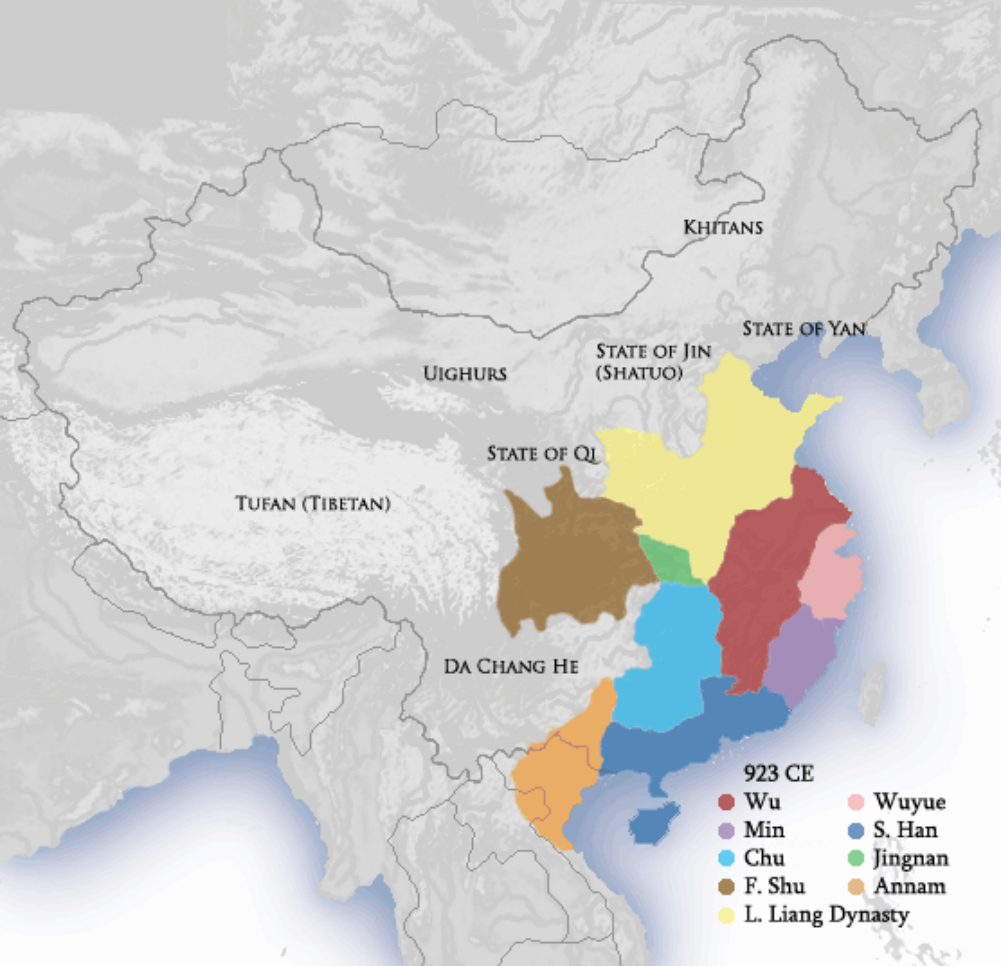 KHITANS
STATE OF YAN
STATE OF JIN
(SHATUO)
UIGHURS
STATE OF QI
TUFAN (TIBETAN)
DA CHANG HE
923 CE
Wu
Wuyue
Min
S. Han
Chu
Jingnan
F. Shu
Annam
L. Liang Dynasty